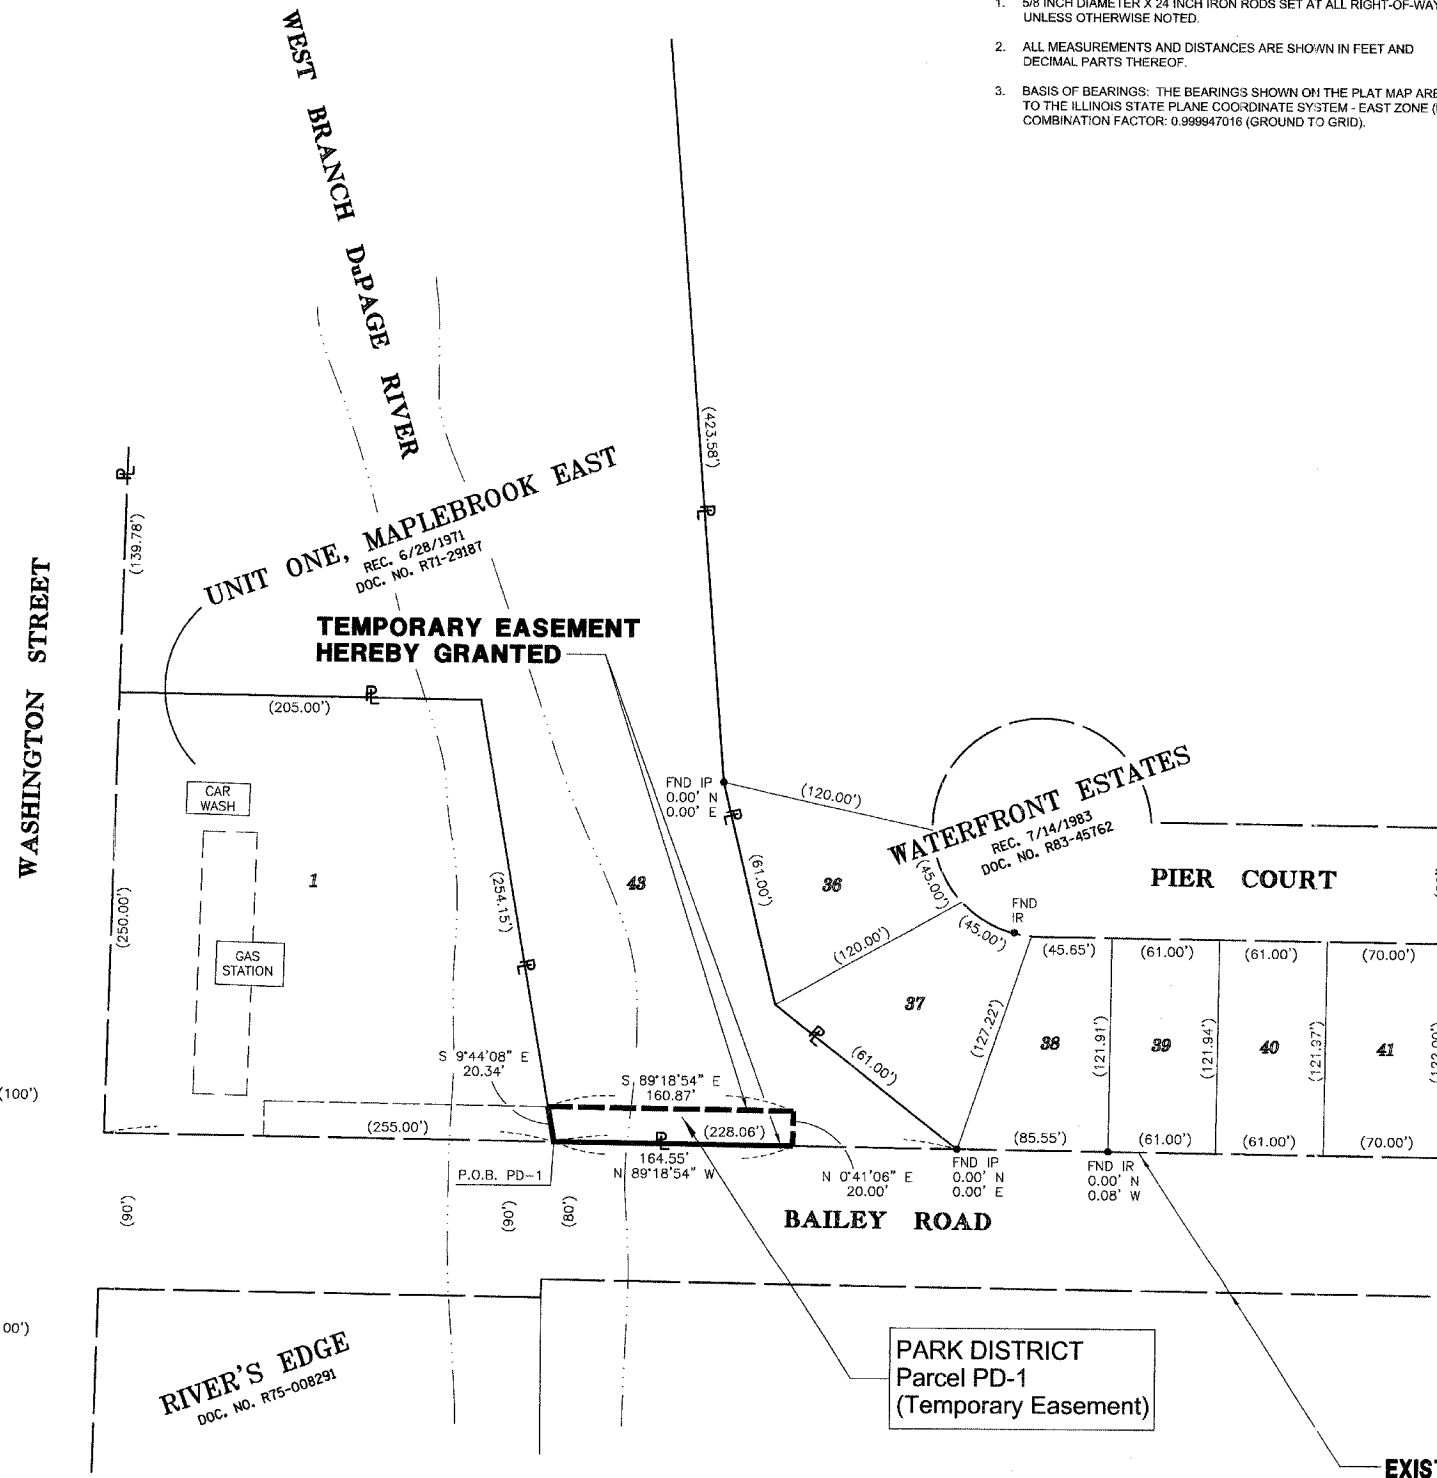 1. 5/8 INCH DIAMETER X 24 INCH IRON RODS SET AT ALL RIGHT-OF-WAY
UNLESS OTHERWISE NOTED.
2. ALL MEASUREMENTS AND DISTANCES ARE SHOWN IN FEET AND
DECIMAL PARTS THEREOF.
3. BASIS OF BEARINGS: THE BEARINGS SHOWN ON THE PLAT MAP ARE
TO THE ILLINOIS STATE PLANE COORDINATE SYSTEM - EAST ZONE (
COMBINATION FACTOR: 0.999947016 (GROUND TO GRID).
WEST BRANCH DuPAGE RIVER
(423.58')
PL
PL
(139.78')
UNIT ONE, MAPLEBROOK EAST
REC. 6/28/1971
DOC. NO. R71-29187
WASHINGTON STREET
TEMPORARY EASEMENT
HEREBY GRANTED
PL
(205.00')
FND IP
0.00' N
0.00' E
PL
(120.00')
WATERFRONT ESTATES
REC. 7/14/1983
DOC. NO. R83-45762
CAR
WASH
1
43
36
(61.00')
(45.00')
PIER COURT
(250.00')
(254.15')
FND
IR
(45.00')
(120.00')
GAS
STATION
PL
(45.65')
(61.00')
(61.00')
(70.00')
37
(127.22')
38
(121.91')
39
(121.94')
40
(121.97')
41
PL
(61.00')
S 9°44'08" E
20.34'
S 89°18'54" E
160.87'
(100')
(255.00')
PL
(228.06')
(85.55')
(61.00')
(61.00')
(70.00')
164.55'
N 89°18'54" W
P.O.B. PD-1
N 0°41'06" E
20.00'
FND IP
0.00' N
0.00' E
FND IR
0.00' N
0.08' W
(90')
(90')
(80')
BAILEY ROAD
00')
RIVER'S EDGE
DOC. NO. R75-008291
PARK DISTRICT
Parcel PD-1
(Temporary Easement)
EXIST